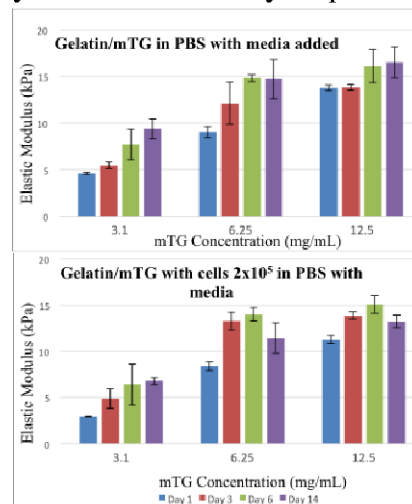 Gelatin/mTG in PBS with media added
Elastic Modulus (kPa)
20
15
10
5
0
3.1
6.25
12.5
mTG Concentration (mg/mL)
Gelatin/mTG with cells 2x10⁵ in PBS with
media
Elastic Modulus (kPa)
20
15
10
5
0
3.1
6.25
12.5
mTG Concentration (mg/mL)
Day 1 Day 3 Day 6 Day 14